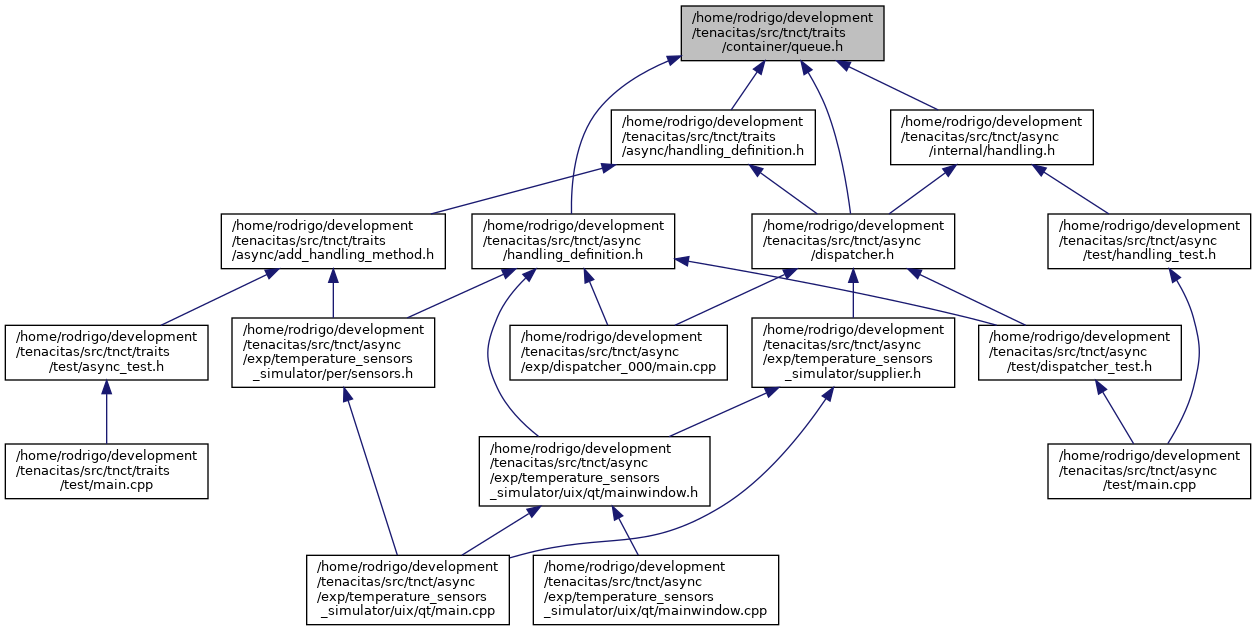 /home/rodrigo/development
/tenacitas/src/tnct/traits
/container/queue.h
/home/rodrigo/development
/tenacitas/src/tnct/traits
/async/handling_definition.h
/home/rodrigo/development
/tenacitas/src/tnct/async
/internal/handling.h
/home/rodrigo/development
/tenacitas/src/tnct/traits
/async/add_handling_method.h
/home/rodrigo/development
/tenacitas/src/tnct/async
/handling_definition.h
/home/rodrigo/development
/tenacitas/src/tnct/async
/dispatcher.h
/home/rodrigo/development
/tenacitas/src/tnct/async
/test/handling_test.h
/home/rodrigo/development
/tenacitas/src/tnct/traits
/test/async_test.h
/home/rodrigo/development
/tenacitas/src/tnct/async
/exp/temperature_sensors
_simulator/per/sensors.h
/home/rodrigo/development
/tenacitas/src/tnct/async
/exp/dispatcher_000/main.cpp
/home/rodrigo/development
/tenacitas/src/tnct/async
/exp/temperature_sensors
_simulator/supplier.h
/home/rodrigo/development
/tenacitas/src/tnct/async
/test/dispatcher_test.h
/home/rodrigo/development
/tenacitas/src/tnct/traits
/test/main.cpp
/home/rodrigo/development
/tenacitas/src/tnct/async
/exp/temperature_sensors
_simulator/uix/qt/mainwindow.h
/home/rodrigo/development
/tenacitas/src/tnct/async
/test/main.cpp
/home/rodrigo/development
/tenacitas/src/tnct/async
/exp/temperature_sensors
_simulator/uix/qt/main.cpp
/home/rodrigo/development
/tenacitas/src/tnct/async
/exp/temperature_sensors
_simulator/uix/qt/mainwindow.cpp